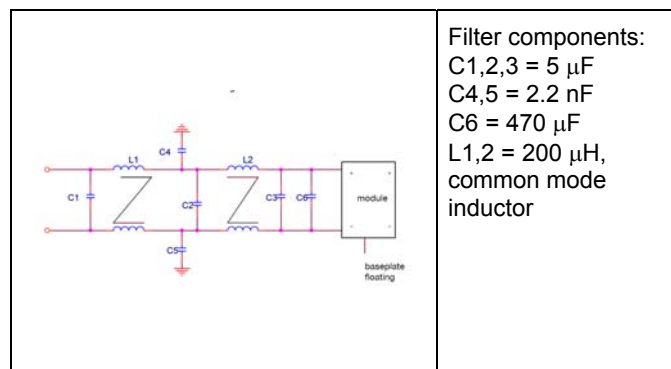 Filter components:
C1,2,3 = 5 μF
C4,5 = 2.2 nF
C6 = 470 μF
L1,2 = 200 μH,
common mode
inductor
C4
L1
L2
C1
C2
C3
C6
module
C5
baseplate
floating